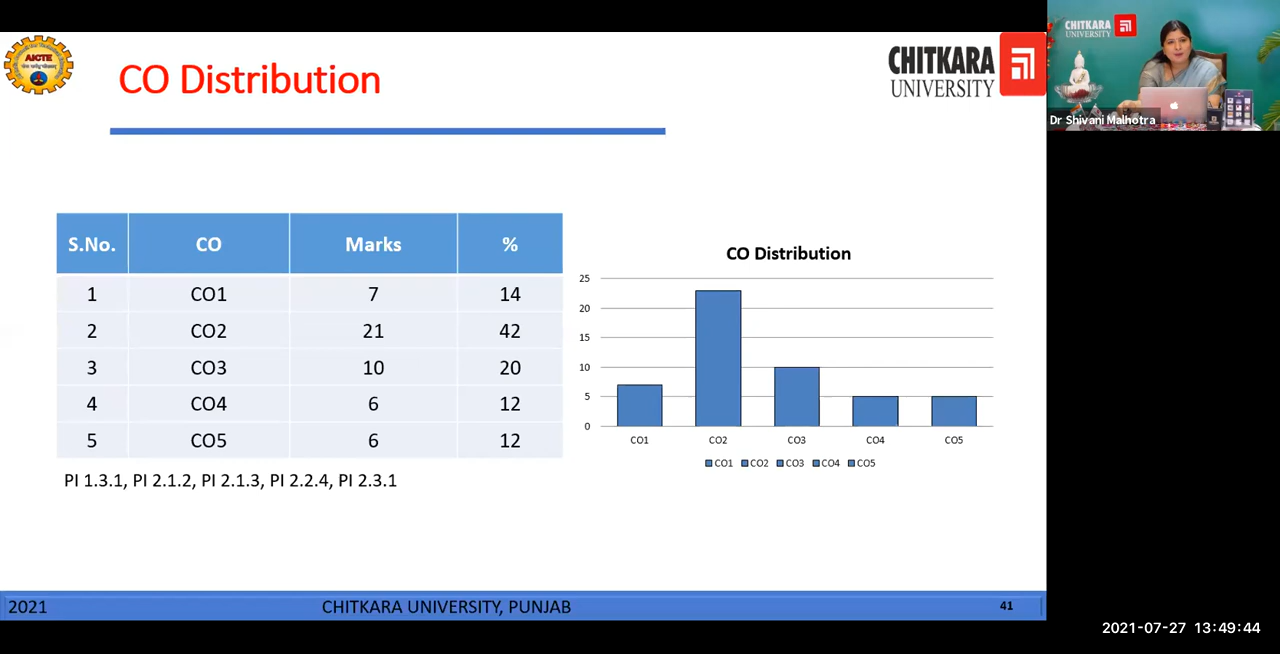 AICTE
CO Distribution
CHITKARA
UNIVERSITY
CHITKARA
UNIVERSITY
Dr Shivani Malhotra
S.No. CO Marks %
1 CO1 7 14
2 CO2 21 42
3 CO3 10 20
4 CO4 6 12
5 CO5 6 12
PI 1.3.1, PI 2.1.2, PI 2.1.3, PI 2.2.4, PI 2.3.1
CO Distribution
25
20
15
10
5
0
CO1 CO2 CO3 CO4 CO5
CO1 CO2 CO3 CO4 CO5
2021 CHITKARA UNIVERSITY, PUNJAB 41
2021-07-27 13:49:44